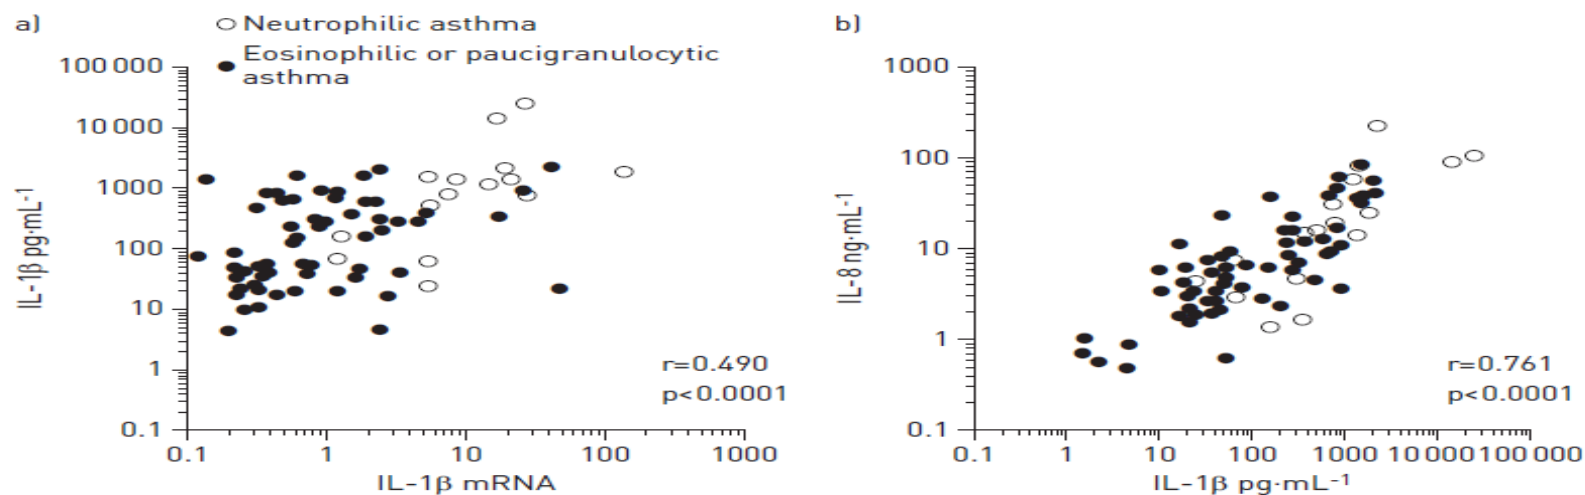 a)
Neutrophilic asthma
Eosinophilic or paucigranulocytic
asthma
100 000
10 000
1000
100
10
1
0.1
IL-1β pg·mL-1
0.1 1 10 100 1000
IL-1β mRNA
r=0.490
p<0.0001
b)
1000
100
10
1
0.1
IL-8 ng·mL-1
0.1 1 10 100 1000 10 000 100 000
IL-1β pg·mL-1
r=0.761
p<0.0001